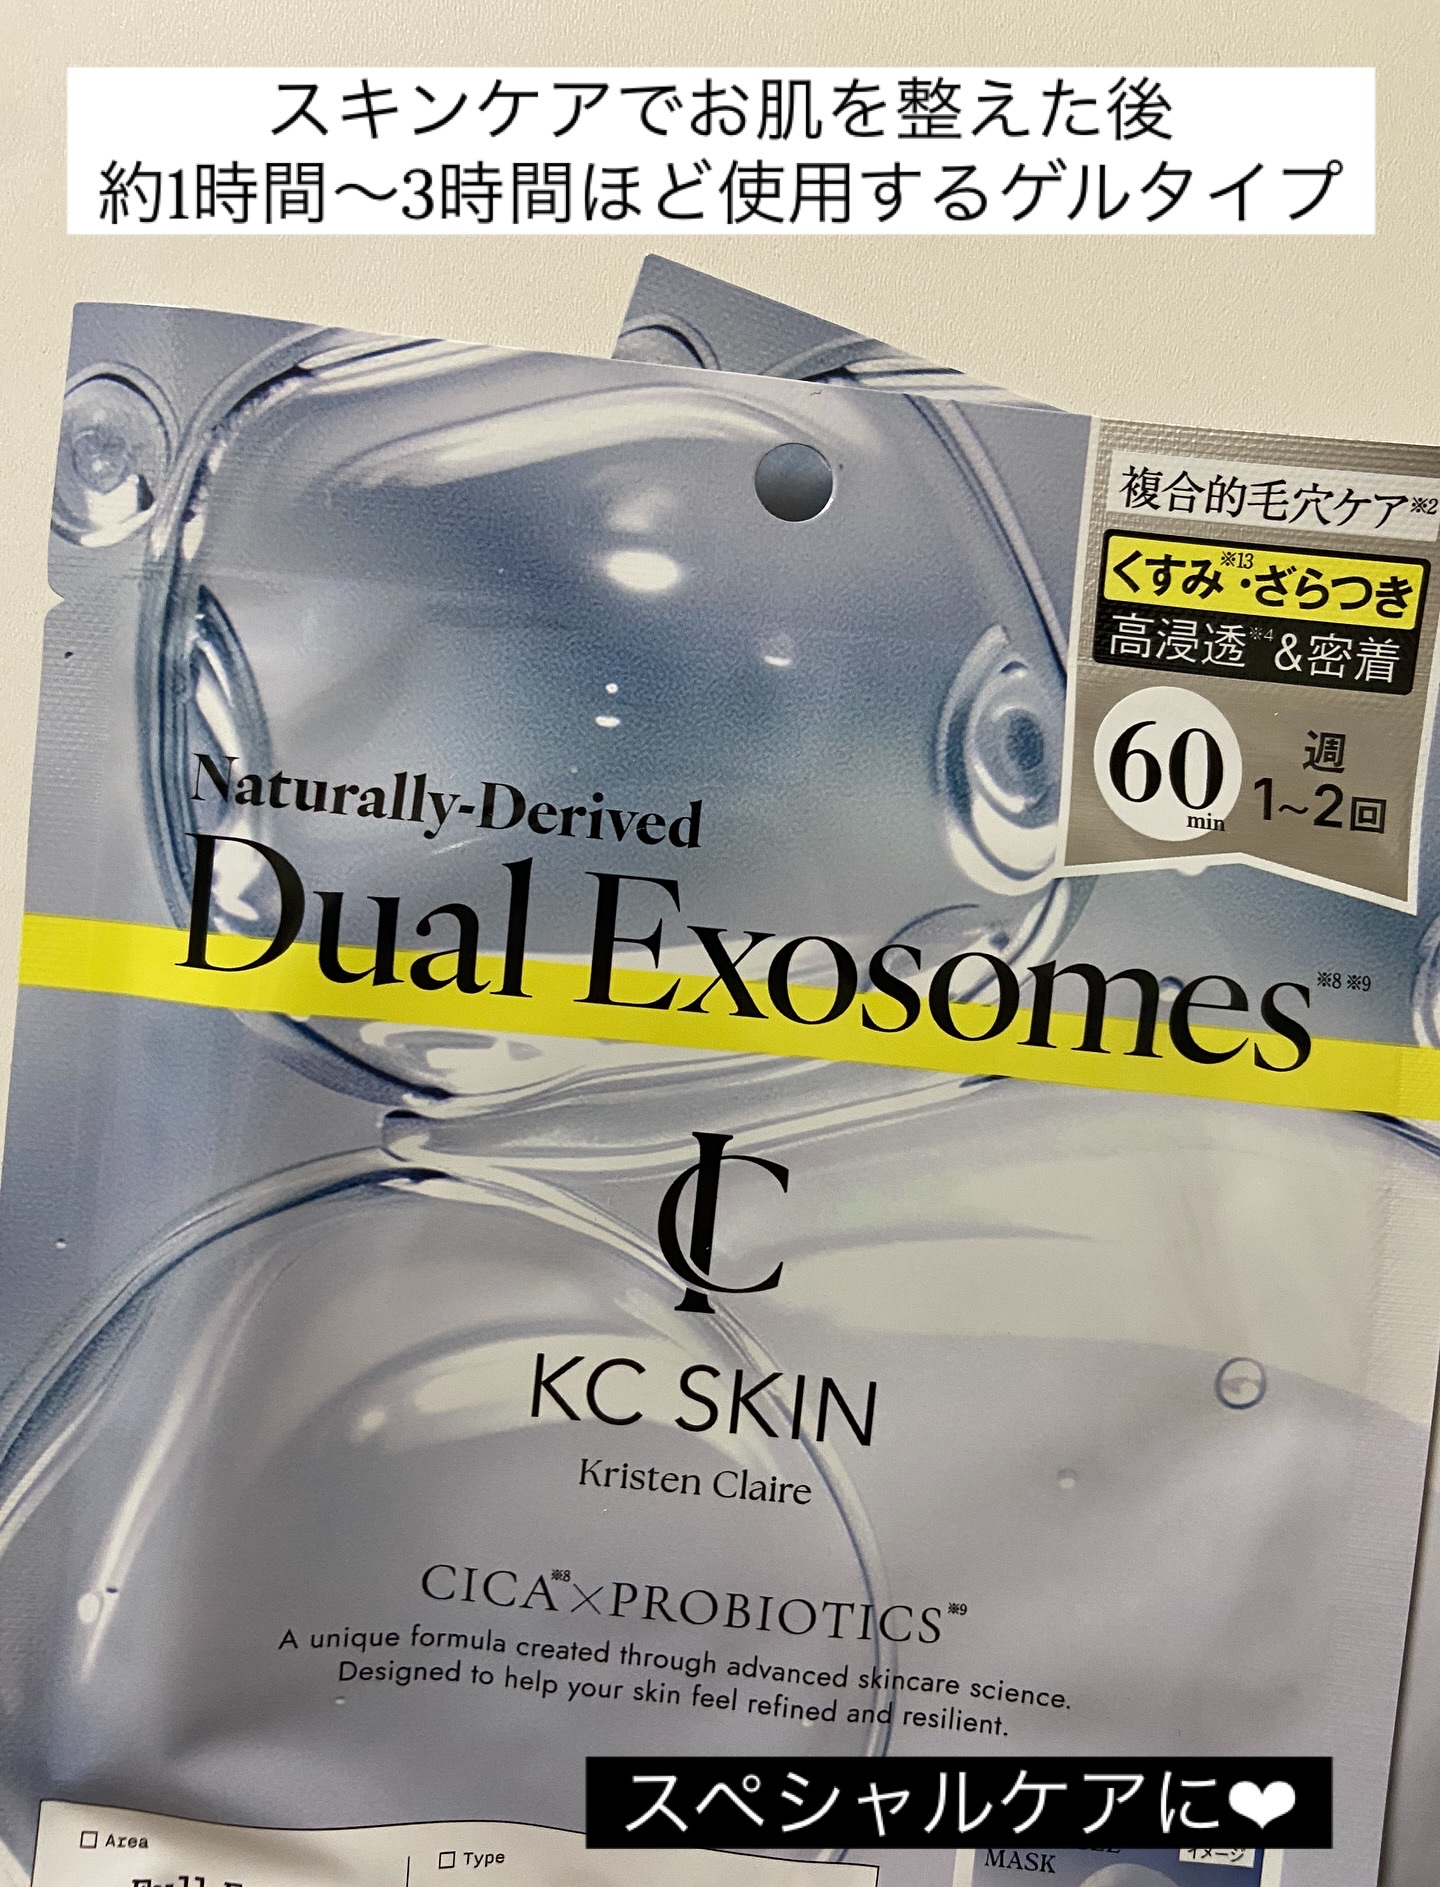 スキンケアでお肌を整えた後
約1時間〜3時間ほど使用するゲルタイプ
複合的毛穴ケア※2
くすみ※13・ざらつき
高浸透※4&密着
60
min
週
1~2回
Naturally-Derived
Dual Exosomes※8 ※9
KC SKIN
Kristen Claire
CICA※8×PROBIOTICS※9
A unique formula created through advanced skincare science.
Designed to help your skin feel refined and resilient.
スペシャルケアに❤
Area
Type
MASK
イメージ